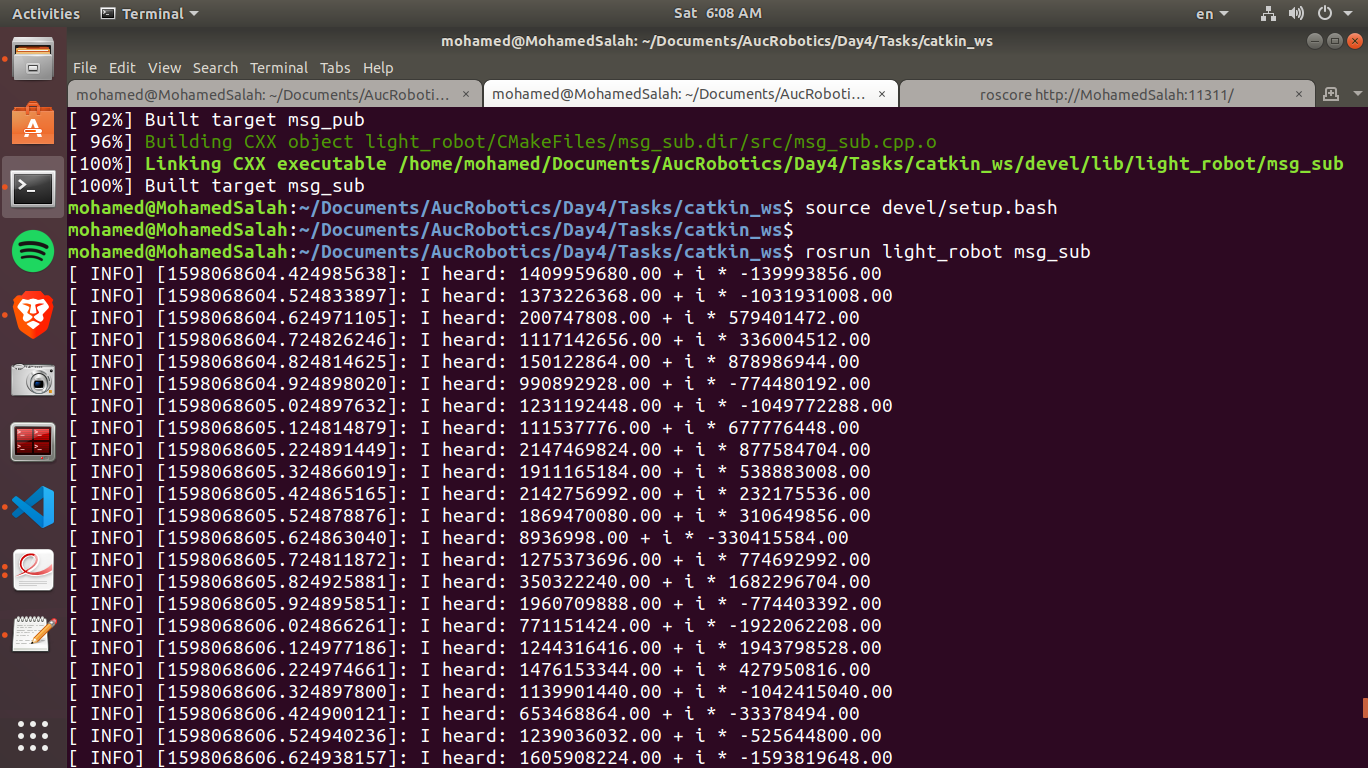 Activities Terminal Sat 6:08 AM en
mohamed@MohamedSalah: ~/Documents/AucRobotics/Day4/Tasks/catkin_ws
File Edit View Search Terminal Tabs Help
mohamed@MohamedSalah: ~/Documents/AucRoboti... × mohamed@MohamedSalah: ~/Documents/AucRoboti... × roscore http://MohamedSalah:11311/ ×
[ 92%] Built target msg_pub
[ 96%] Building CXX object light_robot/CMakeFiles/msg_sub.dir/src/msg_sub.cpp.o
[100%] Linking CXX executable /home/mohamed/Documents/AucRobotics/Day4/Tasks/catkin_ws/devel/lib/light_robot/msg_sub
[100%] Built target msg_sub
mohamed@MohamedSalah:~/Documents/AucRobotics/Day4/Tasks/catkin_ws$ source devel/setup.bash
mohamed@MohamedSalah:~/Documents/AucRobotics/Day4/Tasks/catkin_ws$
mohamed@MohamedSalah:~/Documents/AucRobotics/Day4/Tasks/catkin_ws$ rosrun light_robot msg_sub
[ INFO] [1598068604.424985638]: I heard: 1409959680.00 + i * -139993856.00
[ INFO] [1598068604.524833897]: I heard: 1373226368.00 + i * -1031931008.00
[ INFO] [1598068604.624971105]: I heard: 200747808.00 + i * 579401472.00
[ INFO] [1598068604.724826246]: I heard: 1117142656.00 + i * 336004512.00
[ INFO] [1598068604.824814625]: I heard: 150122864.00 + i * 878986944.00
[ INFO] [1598068604.924898020]: I heard: 990892928.00 + i * -774480192.00
[ INFO] [1598068605.024897632]: I heard: 1231192448.00 + i * -1049772288.00
[ INFO] [1598068605.124814879]: I heard: 111537776.00 + i * 677776448.00
[ INFO] [1598068605.224891449]: I heard: 2147469824.00 + i * 877584704.00
[ INFO] [1598068605.324866019]: I heard: 1911165184.00 + i * 538883008.00
[ INFO] [1598068605.424865165]: I heard: 2142756992.00 + i * 232175536.00
[ INFO] [1598068605.524878876]: I heard: 1869470080.00 + i * 310649856.00
[ INFO] [1598068605.624863040]: I heard: 8936998.00 + i * -330415584.00
[ INFO] [1598068605.724811872]: I heard: 1275373696.00 + i * 774692992.00
[ INFO] [1598068605.824925881]: I heard: 350322240.00 + i * 1682296704.00
[ INFO] [1598068605.924895851]: I heard: 1960709888.00 + i * -774403392.00
[ INFO] [1598068606.024866261]: I heard: 771151424.00 + i * -1922062208.00
[ INFO] [1598068606.124977186]: I heard: 1244316416.00 + i * 1943798528.00
[ INFO] [1598068606.224974661]: I heard: 1476153344.00 + i * 427950816.00
[ INFO] [1598068606.324897800]: I heard: 1139901440.00 + i * -1042415040.00
[ INFO] [1598068606.424900121]: I heard: 653468864.00 + i * -33378494.00
[ INFO] [1598068606.524940236]: I heard: 1239036032.00 + i * -525644800.00
[ INFO] [1598068606.624938157]: I heard: 1605908224.00 + i * -1593819648.00